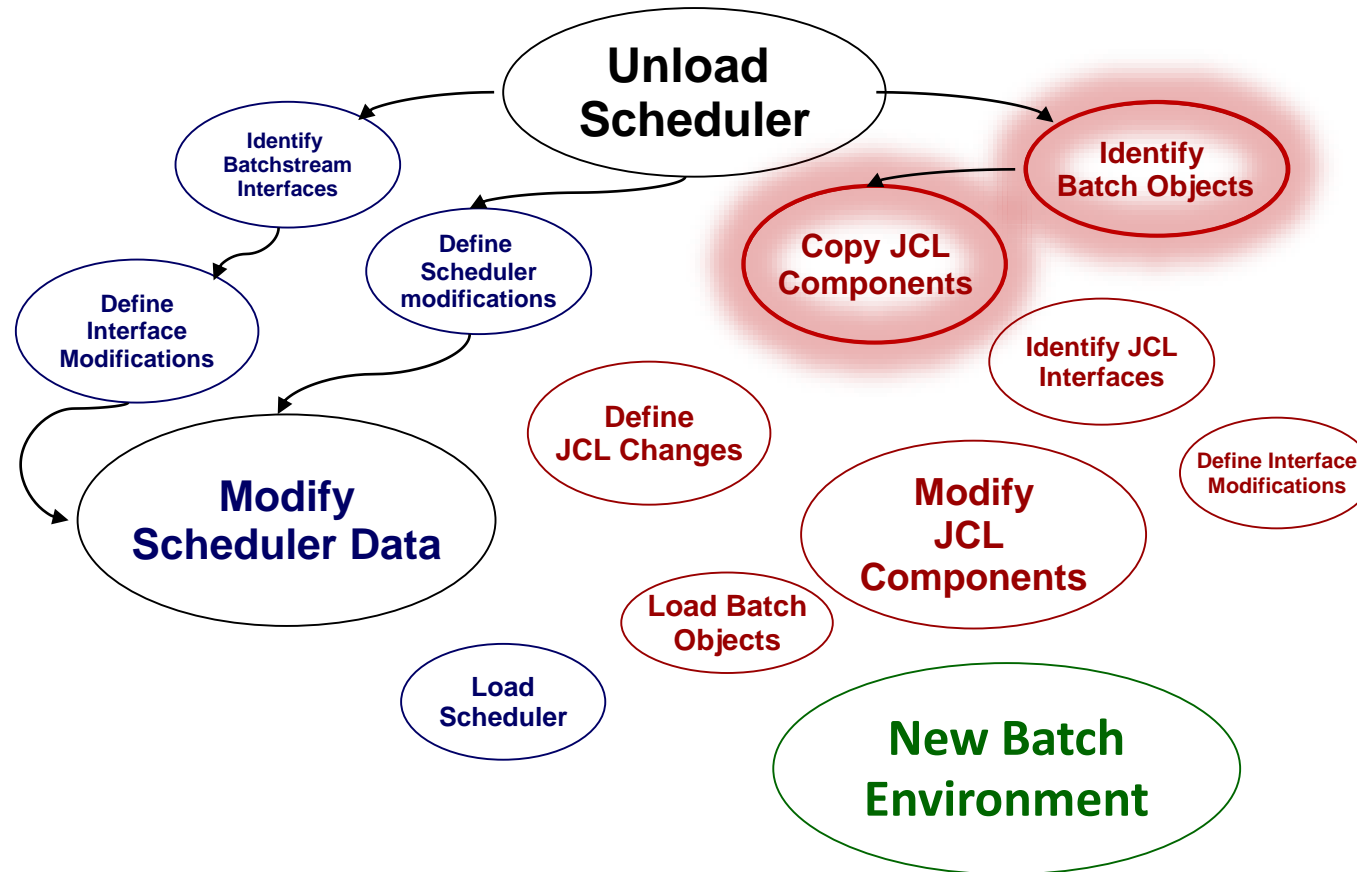 Unload
Scheduler
Identify
Batchstream
Interfaces
Identify
Batch Objects
Define
Scheduler
modifications
Copy JCL
Components
Define
Interface
Modifications
Identify JCL
Interfaces
Define
JCL Changes
Define Interface
Modifications
Modify
Scheduler Data
Modify
JCL
Components
Load Batch
Objects
Load
Scheduler
New Batch
Environment